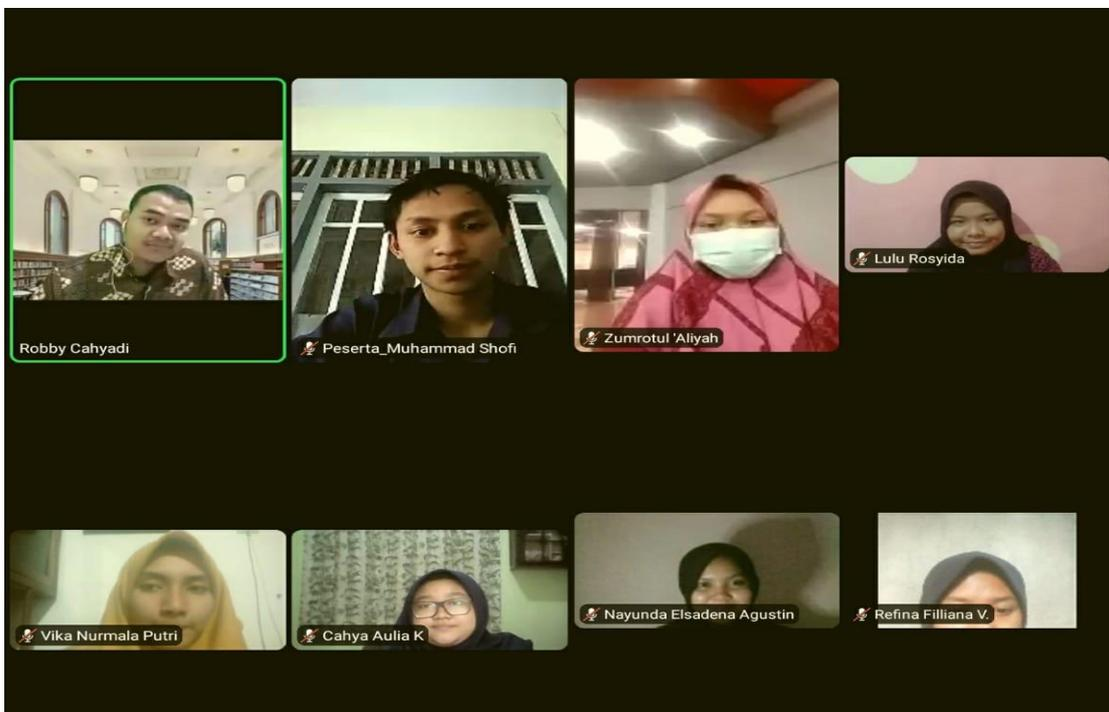 Robby Cahyadi
Peserta_Muhammad Shofi
Zumrotul 'Aliyah
Lulu Rosyida
Vika Nurmala Putri
Cahya Aulia K
Nayunda Elsadena Agustin
Refina Filliana V.